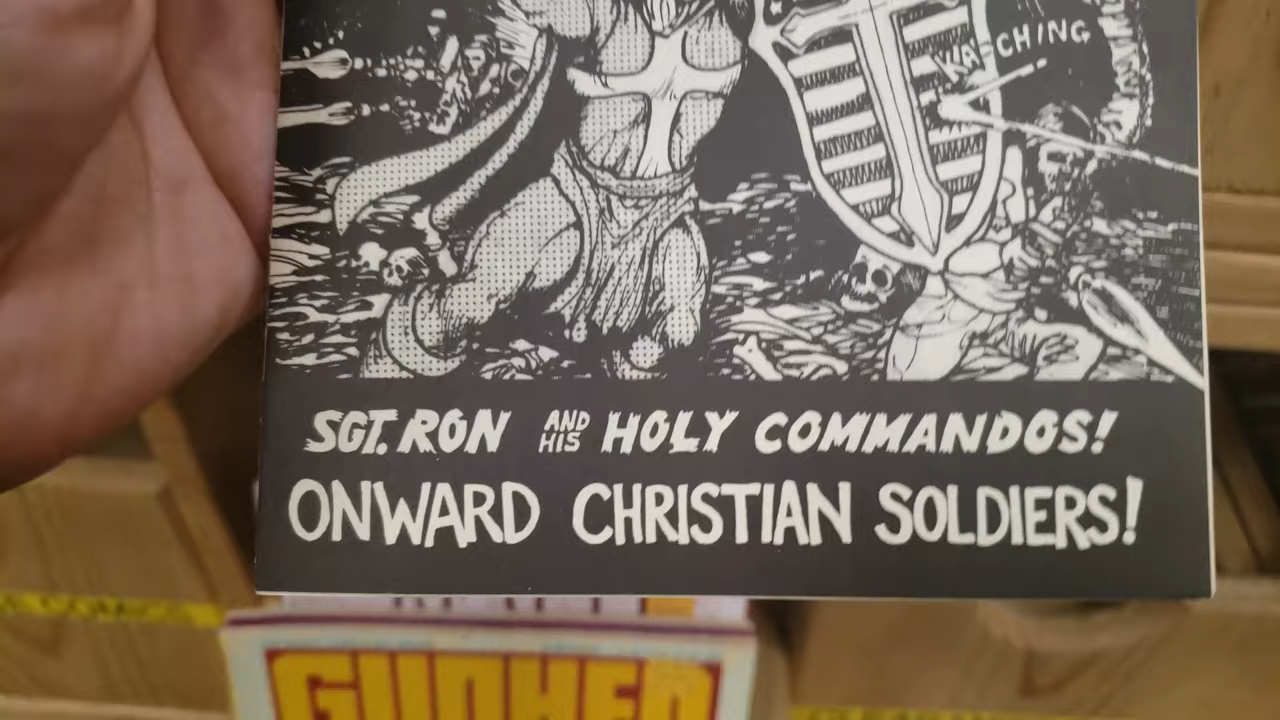 KA-CHING
SGT. RON AND HIS HOLY COMMANDOS!
ONWARD CHRISTIAN SOLDIERS!